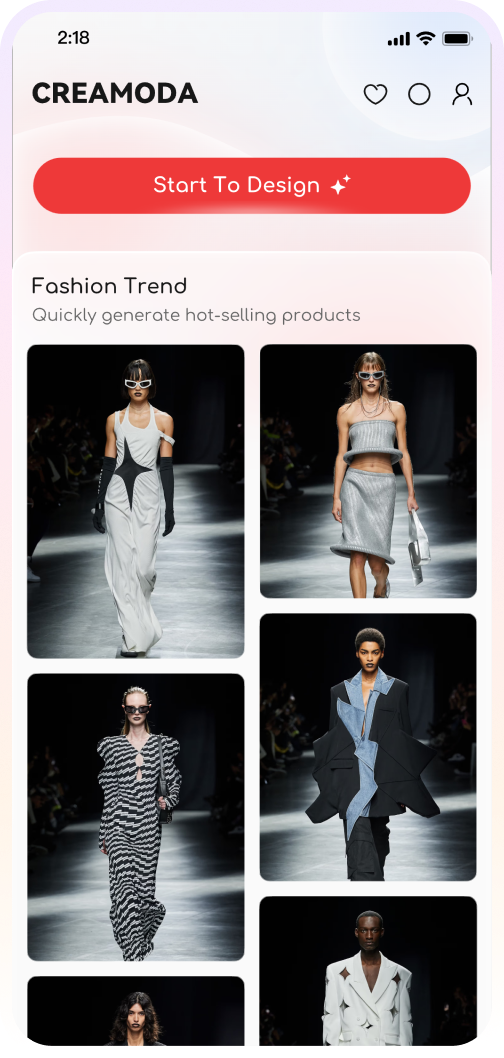 2:18
CREAMODA
Start To Design
Fashion Trend
Quickly generate hot-selling products